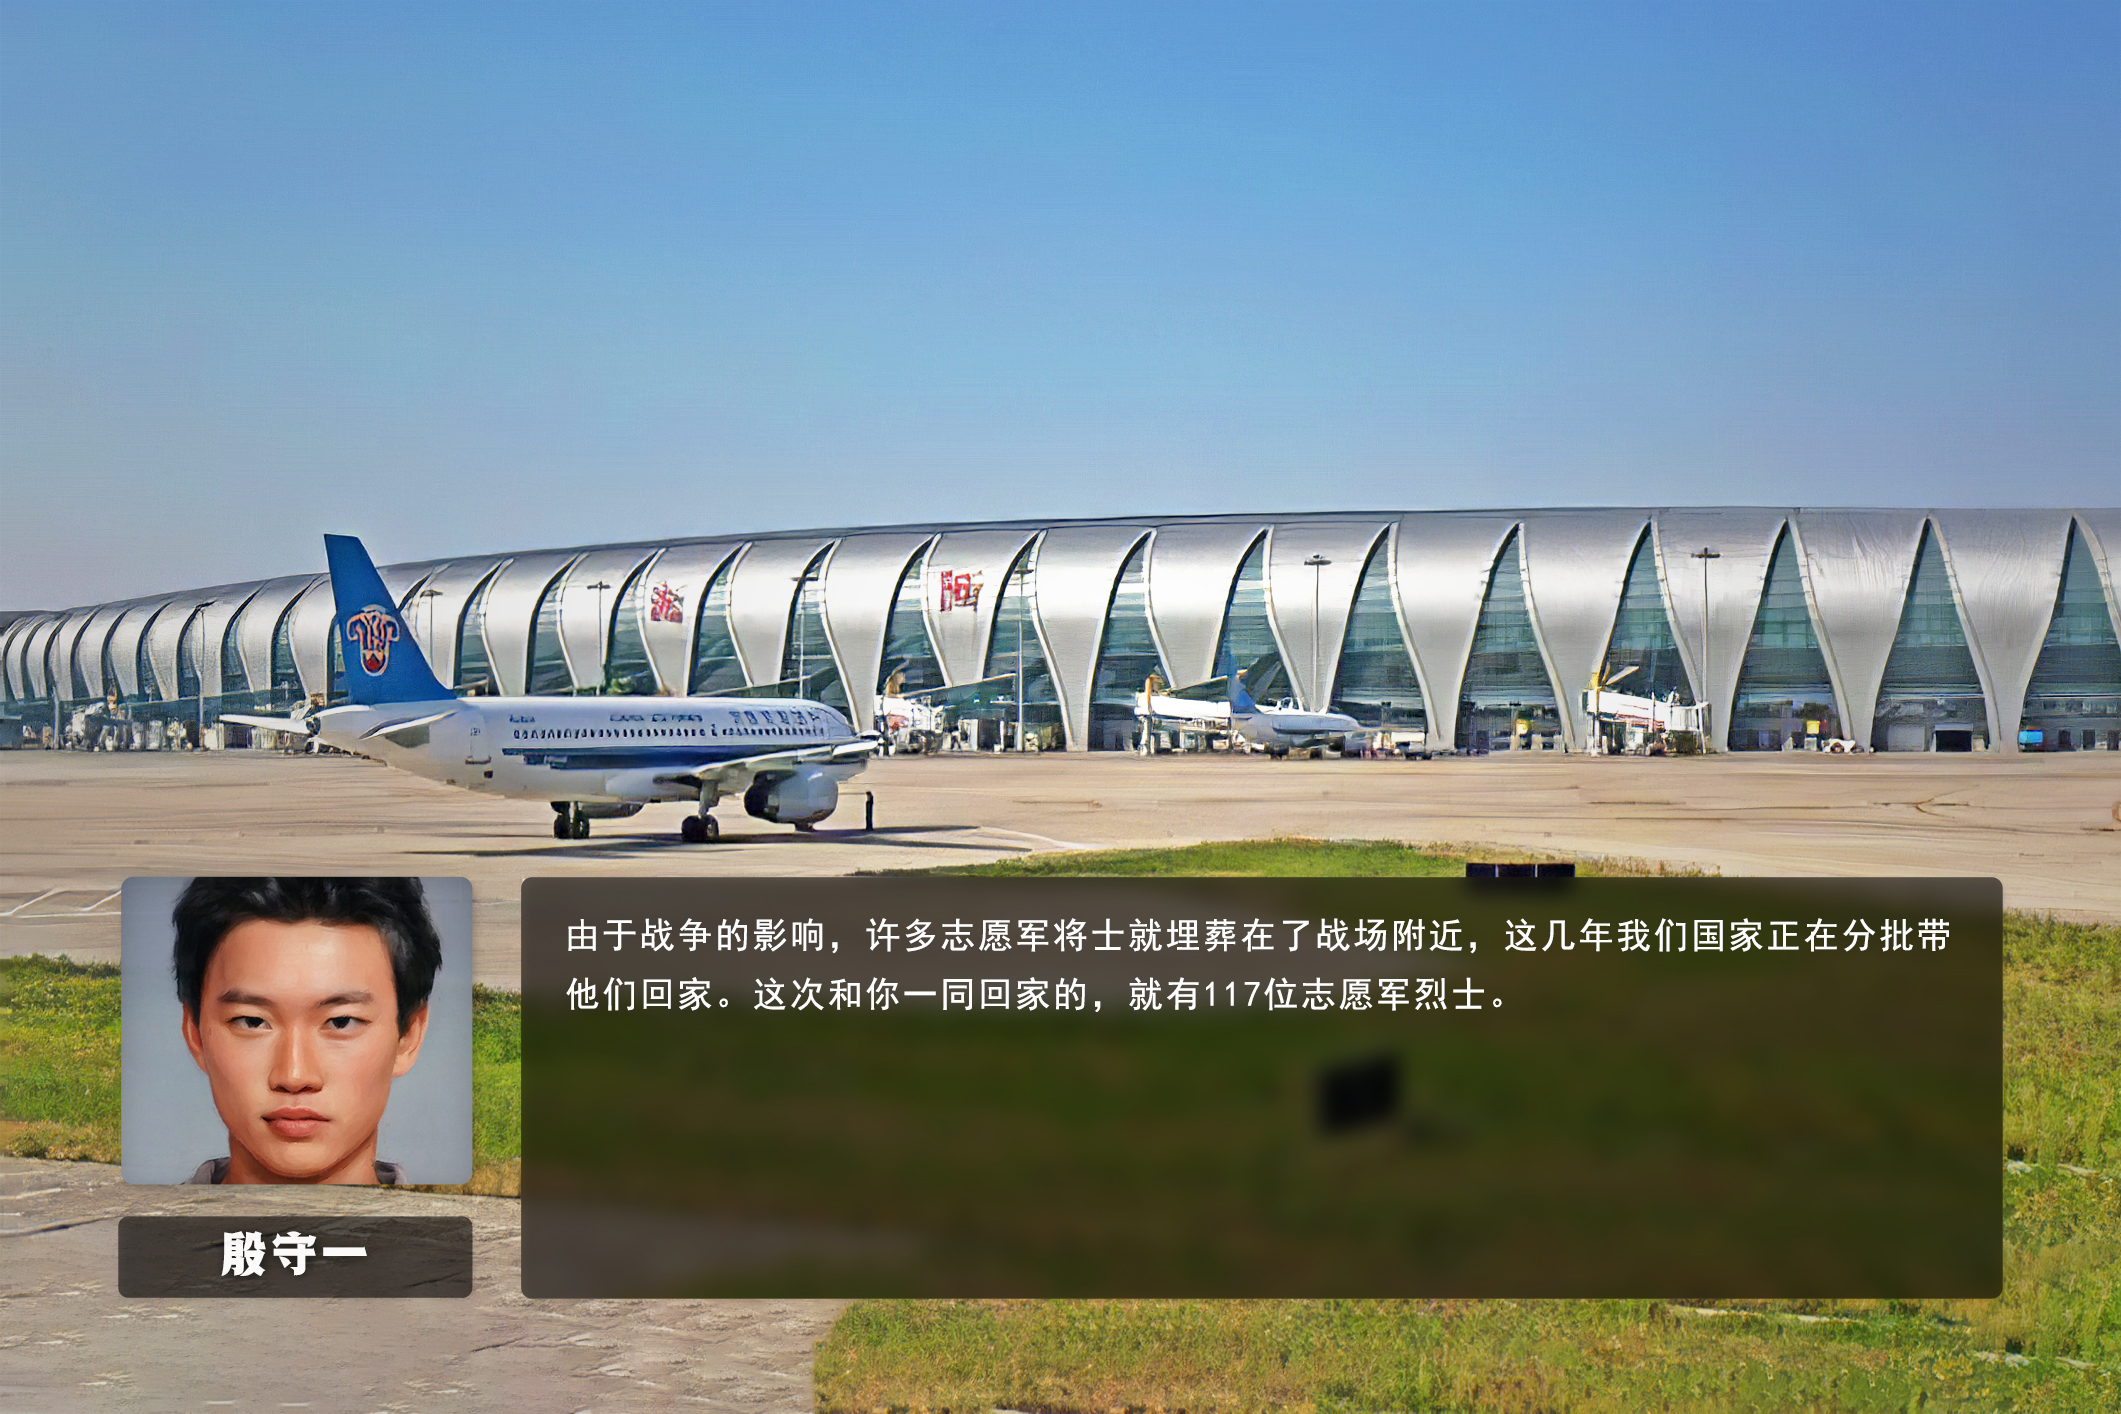 由于战争的影响，许多志愿军将士就埋葬在了战场附近，这几年我们国家正在分批带
他们回家。这次和你一同回家的，就有117位志愿军烈士。
殷守一